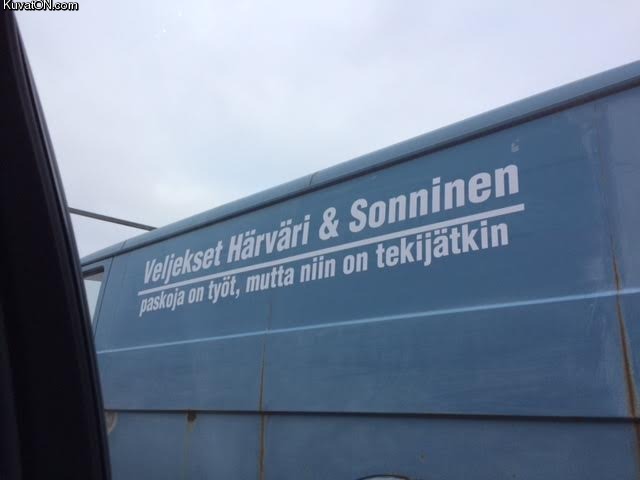 KuvatON.com
Veljekset Härväri & Sonninen
paskoja on työt, mutta niin on tekijätkin